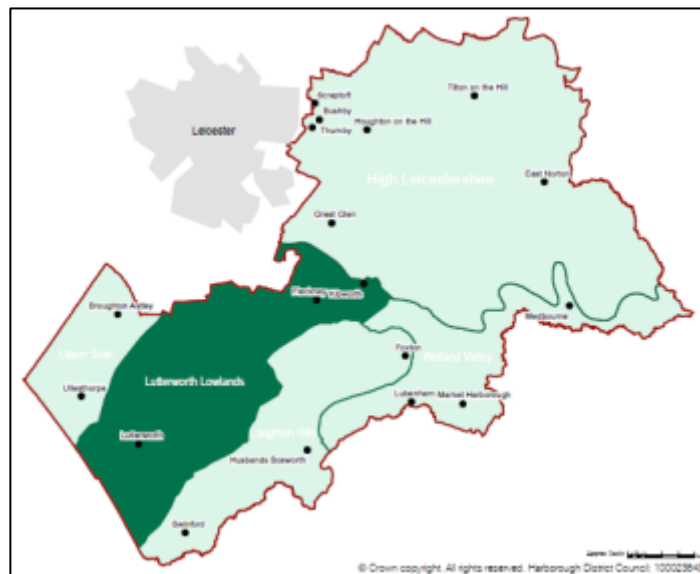 Scraptoft
Tilton on the Hill
Bushby
Leicester
Thurnby
Houghton on the Hill
High Leicestershire
East Norton
Great Glen
Fleckney
Kibworth
Broughton Astley
Medbourne
Upper Soar
Foxton
Welland Valley
Lutterworth Lowlands
Ullesthorpe
Lubenham
Market Harborough
Laughton Hills
Lutterworth
Husbands Bosworth
Swinford
Approx Scale
© Crown copyright. All rights reserved. Harborough District Council: